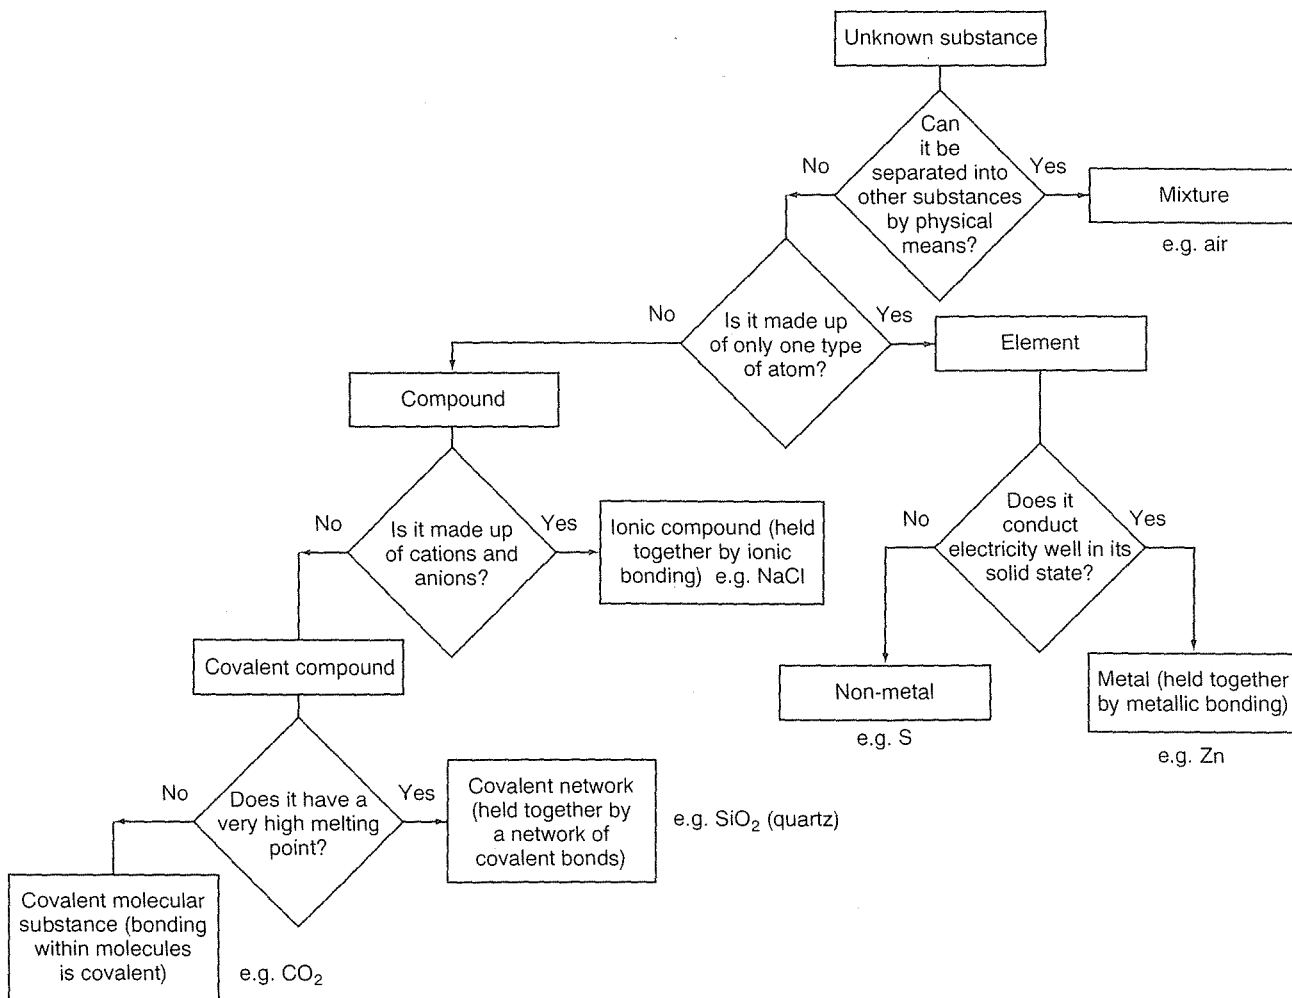 Unknown substance
Can
it be
separated into
other substances
by physical
means?
No
Yes
Mixture
e.g. air
Is it made up
of only one type
of atom?
No
Yes
Element
Compound
Is it made up
of cations and
anions?
No
Yes
Ionic compound (held
together by ionic
bonding) e.g. NaCl
Does it
conduct
electricity well in its
solid state?
No
Yes
Covalent compound
Non-metal
e.g. S
Metal (held together
by metallic bonding)
e.g. Zn
Does it have a
very high melting
point?
No
Yes
Covalent network
(held together by
a network of
covalent bonds)
e.g. SiO₂ (quartz)
Covalent molecular
substance (bonding
within molecules
is covalent)
e.g. CO₂